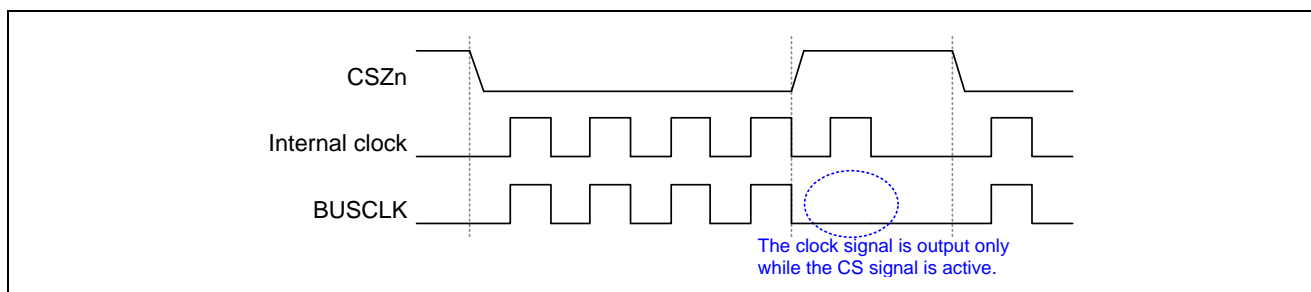 CSZn
Internal clock
BUSCLK
The clock signal is output only
while the CS signal is active.